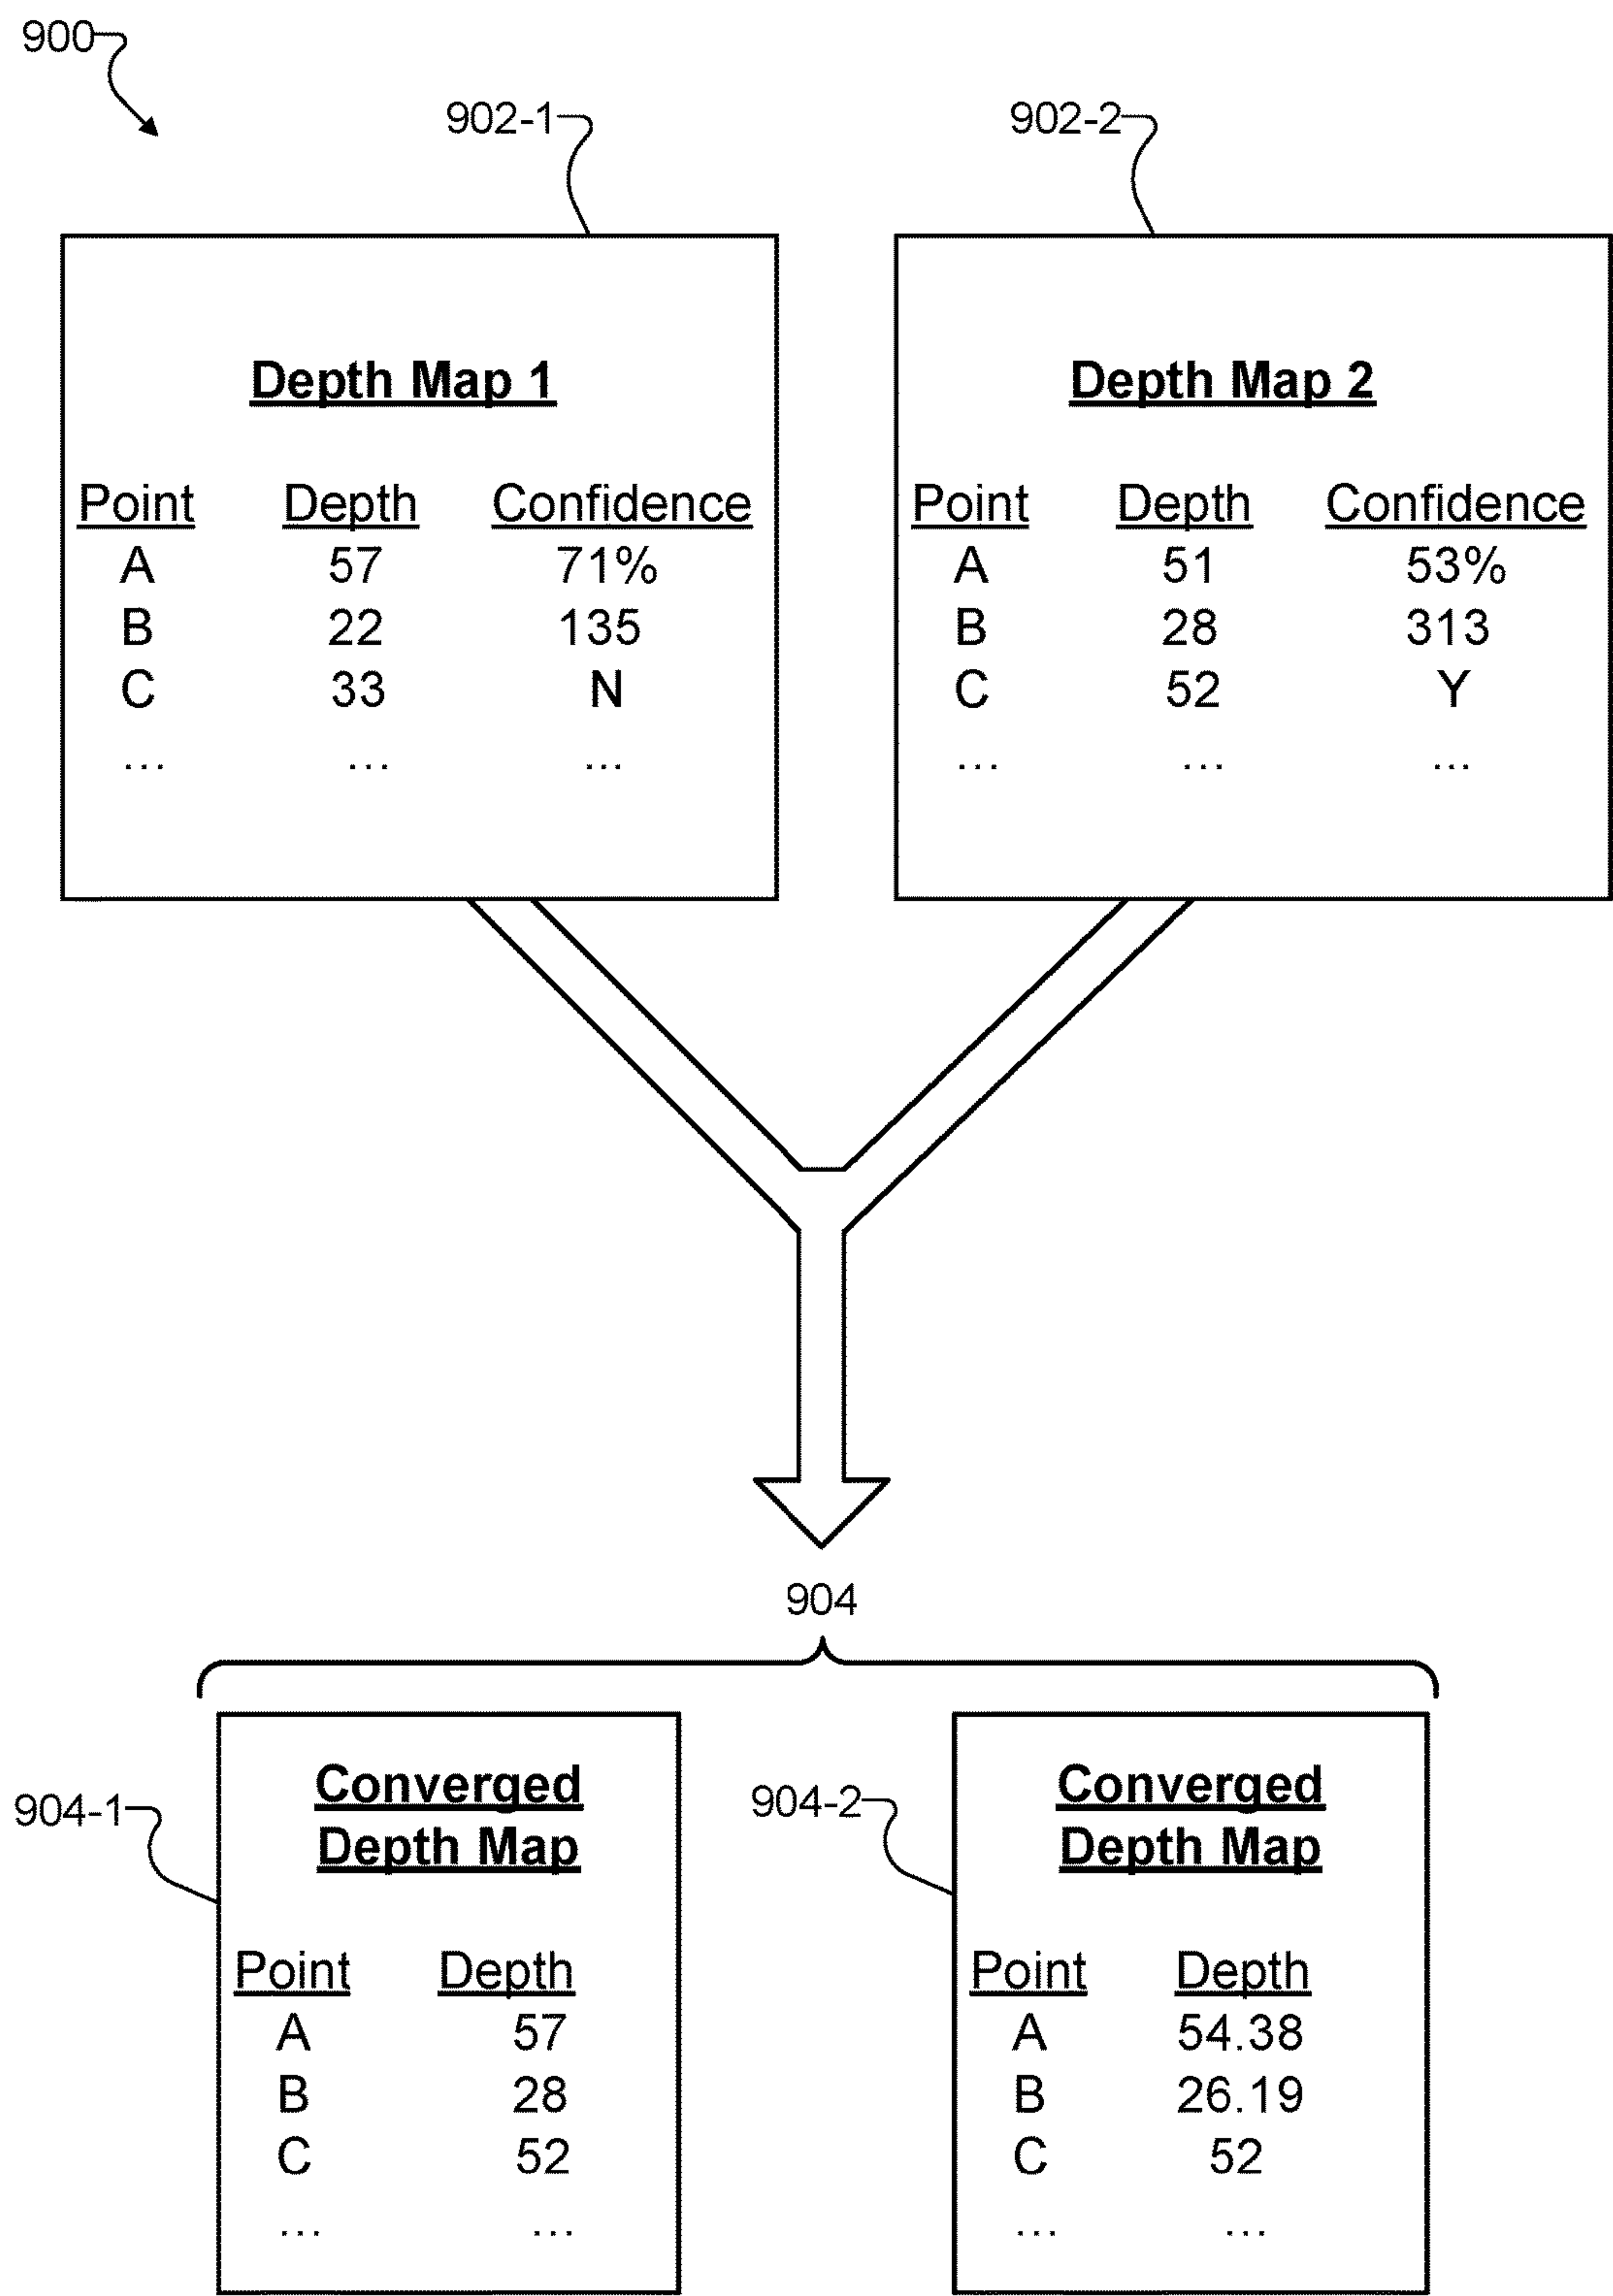 900
902-1
902-2
Depth Map 1
Point Depth Confidence
A 57 71%
B 22 135
C 33 N
... ... ...
Depth Map 2
Point Depth Confidence
A 51 53%
B 28 313
C 52 Y
... ... ...
904
904-1
Converged
Depth Map
Point Depth
A 57
B 28
C 52
... ...
904-2
Converged
Depth Map
Point Depth
A 54.38
B 26.19
C 52
... ...